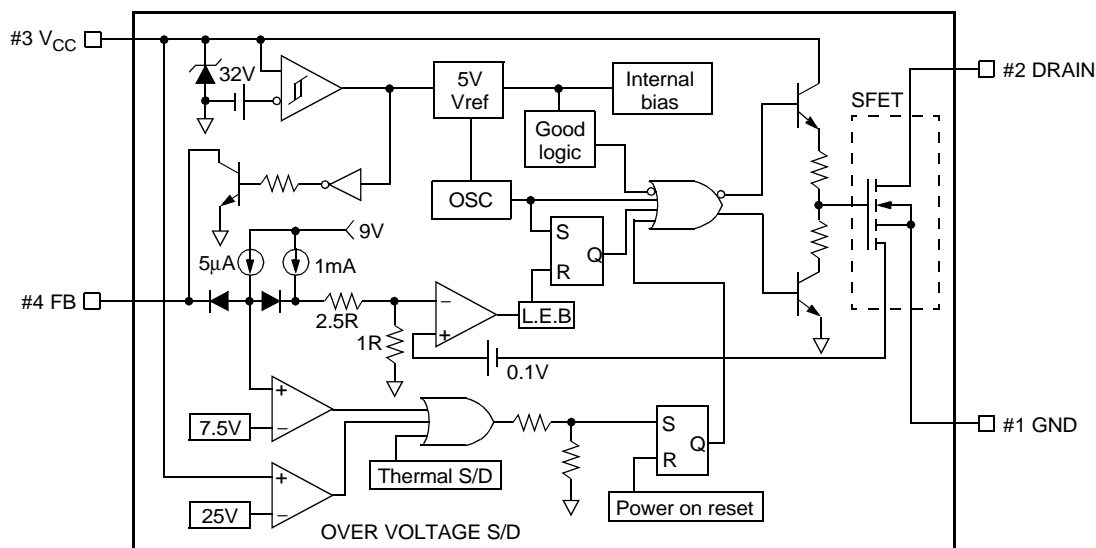 #3 VCC
32V
5V
Vref
Internal
bias
#2 DRAIN
SFET
Good
logic
OSC
S
Q
R
9V
5μA
1mA
#4 FB
2.5R
1R
−
+
L.E.B
0.1V
+
−
7.5V
S
Q
R
#1 GND
Thermal S/D
+
−
25V
Power on reset
OVER VOLTAGE S/D